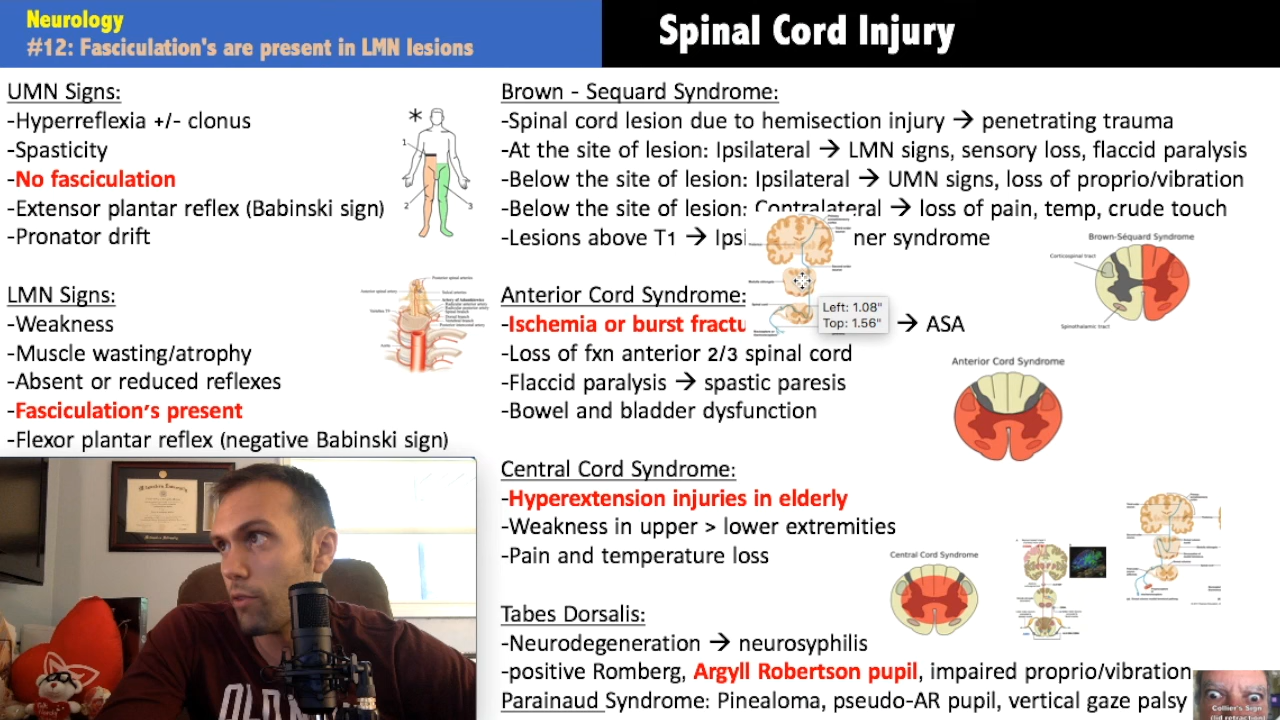 Neurology
#12: Fasciculation's are present in LMN lesions
Spinal Cord Injury
UMN Signs:
-Hyperreflexia +/- clonus
-Spasticity
-No fasciculation
-Extensor plantar reflex (Babinski sign)
-Pronator drift
*
1
2
3
LMN Signs:
-Weakness
-Muscle wasting/atrophy
-Absent or reduced reflexes
-Fasciculation's present
-Flexor plantar reflex (negative Babinski sign)
Brown - Sequard Syndrome:
-Spinal cord lesion due to hemisection injury → penetrating trauma
-At the site of lesion: Ipsilateral → LMN signs, sensory loss, flaccid paralysis
-Below the site of lesion: Ipsilateral → UMN signs, loss of proprio/vibration
-Below the site of lesion: Contralateral → loss of pain, temp, crude touch
-Lesions above T1 → Ipsi ner syndrome
Brown-Séquard Syndrome
Corticospinal tract
Spinothalamic tract
Anterior Cord Syndrome:
-Ischemia or burst fractu → ASA
-Loss of fxn anterior 2/3 spinal cord
-Flaccid paralysis → spastic paresis
-Bowel and bladder dysfunction
Left: 1.08"
Top: 1.56"
Anterior Cord Syndrome
Central Cord Syndrome:
-Hyperextension injuries in elderly
-Weakness in upper > lower extremities
-Pain and temperature loss
Central Cord Syndrome
Tabes Dorsalis:
-Neurodegeneration → neurosyphilis
-positive Romberg, Argyll Robertson pupil, impaired proprio/vibration
Parainaud Syndrome: Pinealoma, pseudo-AR pupil, vertical gaze palsy
Collier's Sign
(lid retraction)